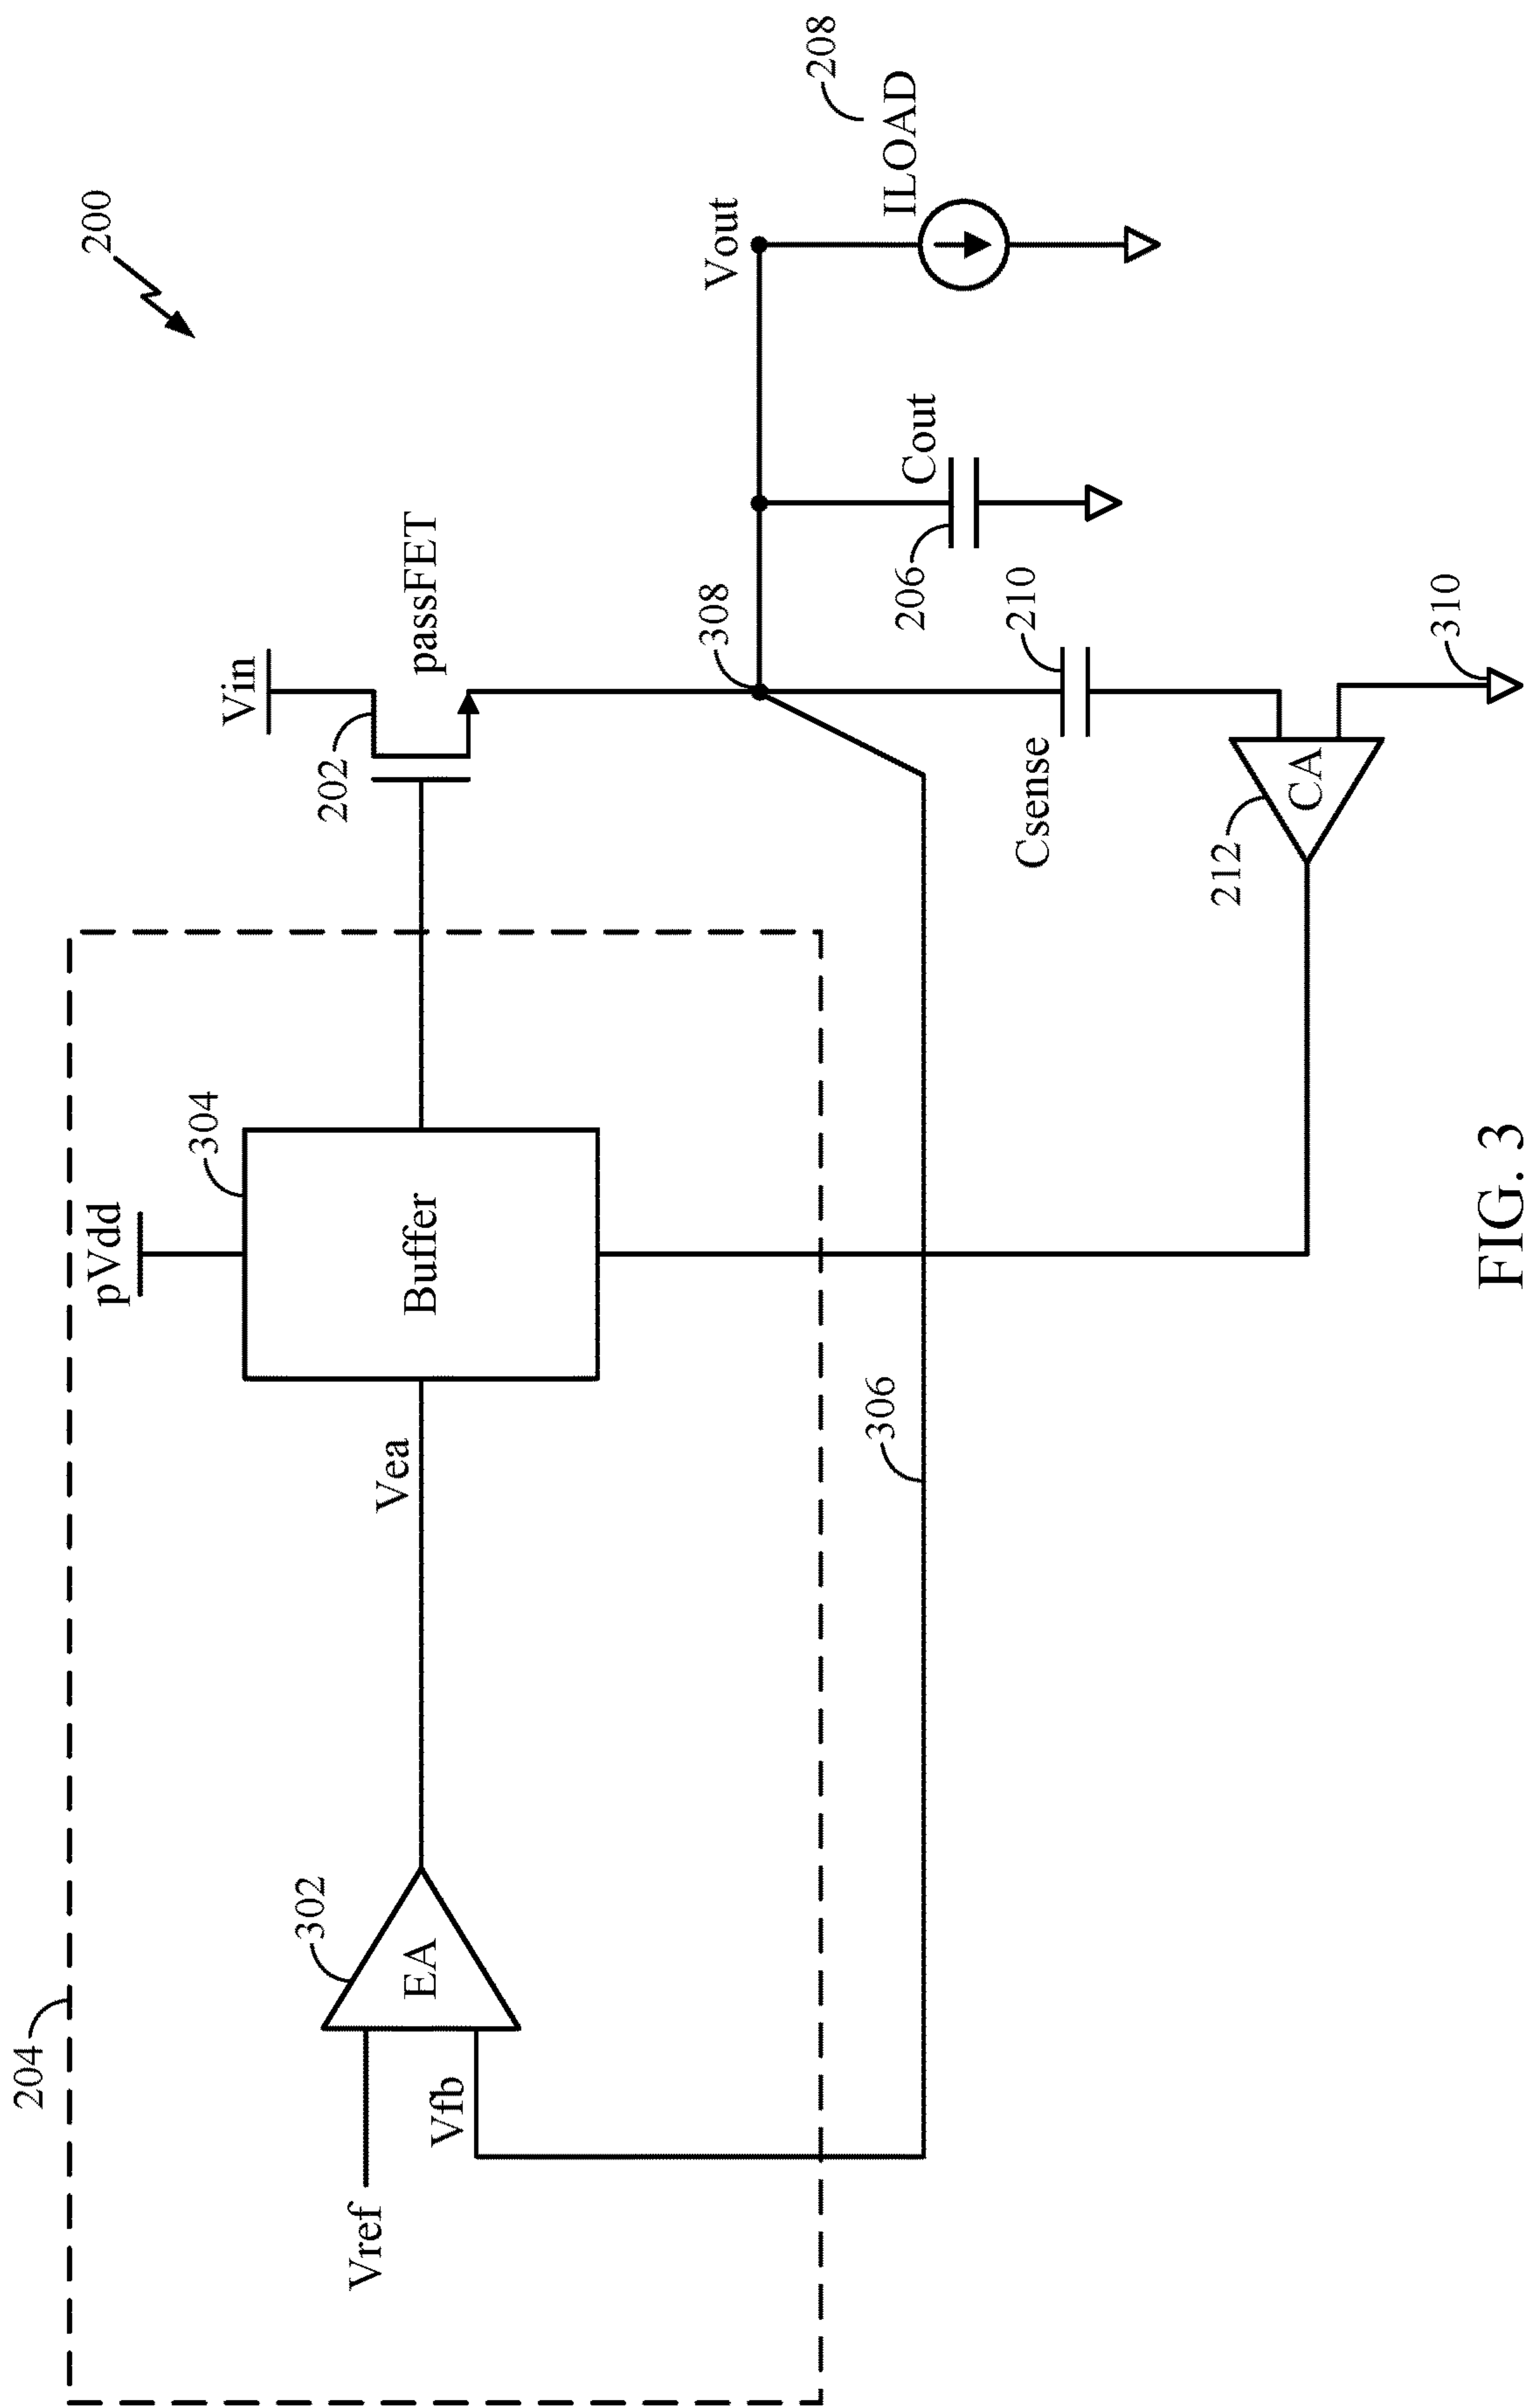 200
204
pVdd
304
Vin
302
202
passFET
Vref
EA
Vea
Buffer
Vfb
308
Vout
208
ILOAD
306
Cout
206
Csense
210
212
CA
310
FIG. 3